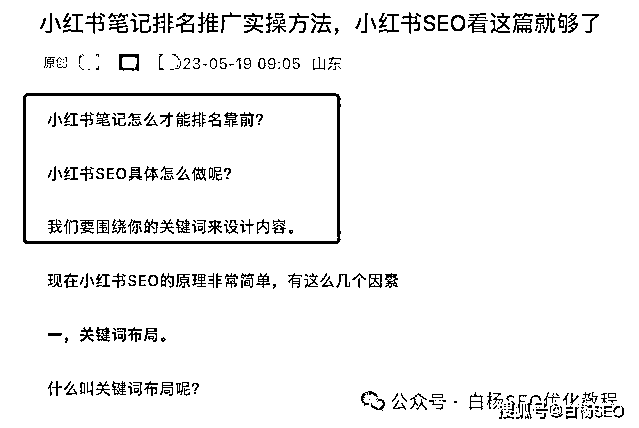 小红书笔记排名推广实操方法，小红书SEO看这篇就够了
原创 23-05-19 09:05 山东
小红书笔记怎么才能排名靠前？
小红书SEO具体怎么做呢？
我们要围绕你的关键词来设计内容。
现在小红书SEO的原理非常简单，有这么几个因素
一，关键词布局。
什么叫关键词布局呢？
公众号 · 白杨SEO优化教程
搜狐号@白杨SEO